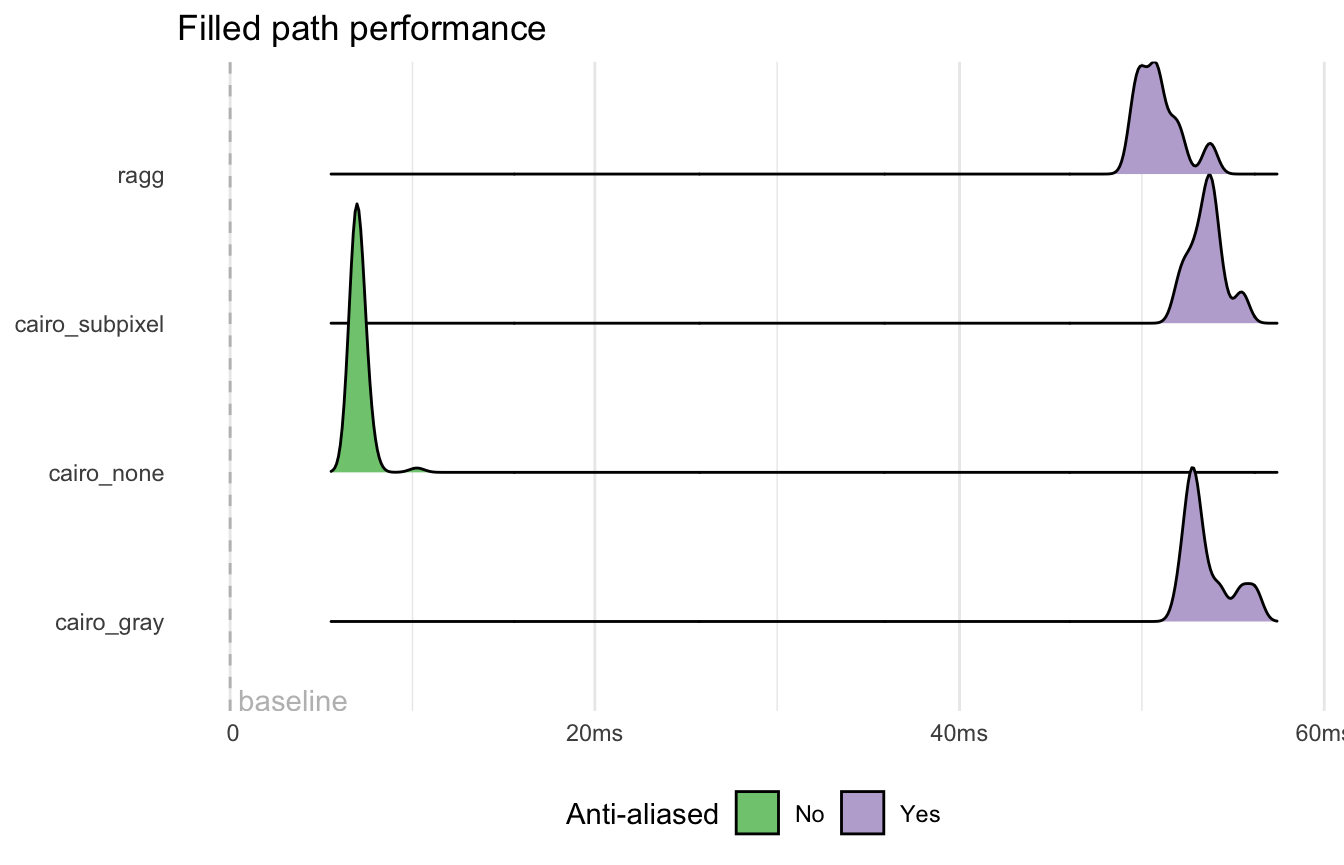 Filled path performance
ragg
cairo_subpixel
cairo_none
cairo_gray
baseline
0 20ms 40ms 60ms
Anti-aliased No Yes